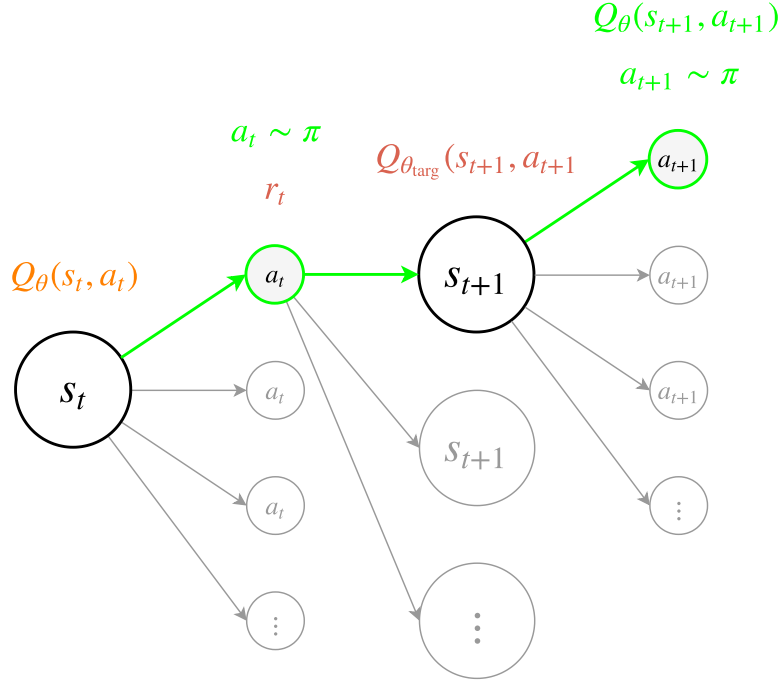 Q_θ(s_{t+1}, a_{t+1})
a_{t+1} ∼ π
a_t ∼ π
Q_{θ_targ}(s_{t+1}, a_{t+1}
a_{t+1}
r_t
Q_θ(s_t, a_t)
a_t
s_{t+1}
a_{t+1}
s_t
a_t
a_{t+1}
s_{t+1}
a_t
⋮
⋮
⋮